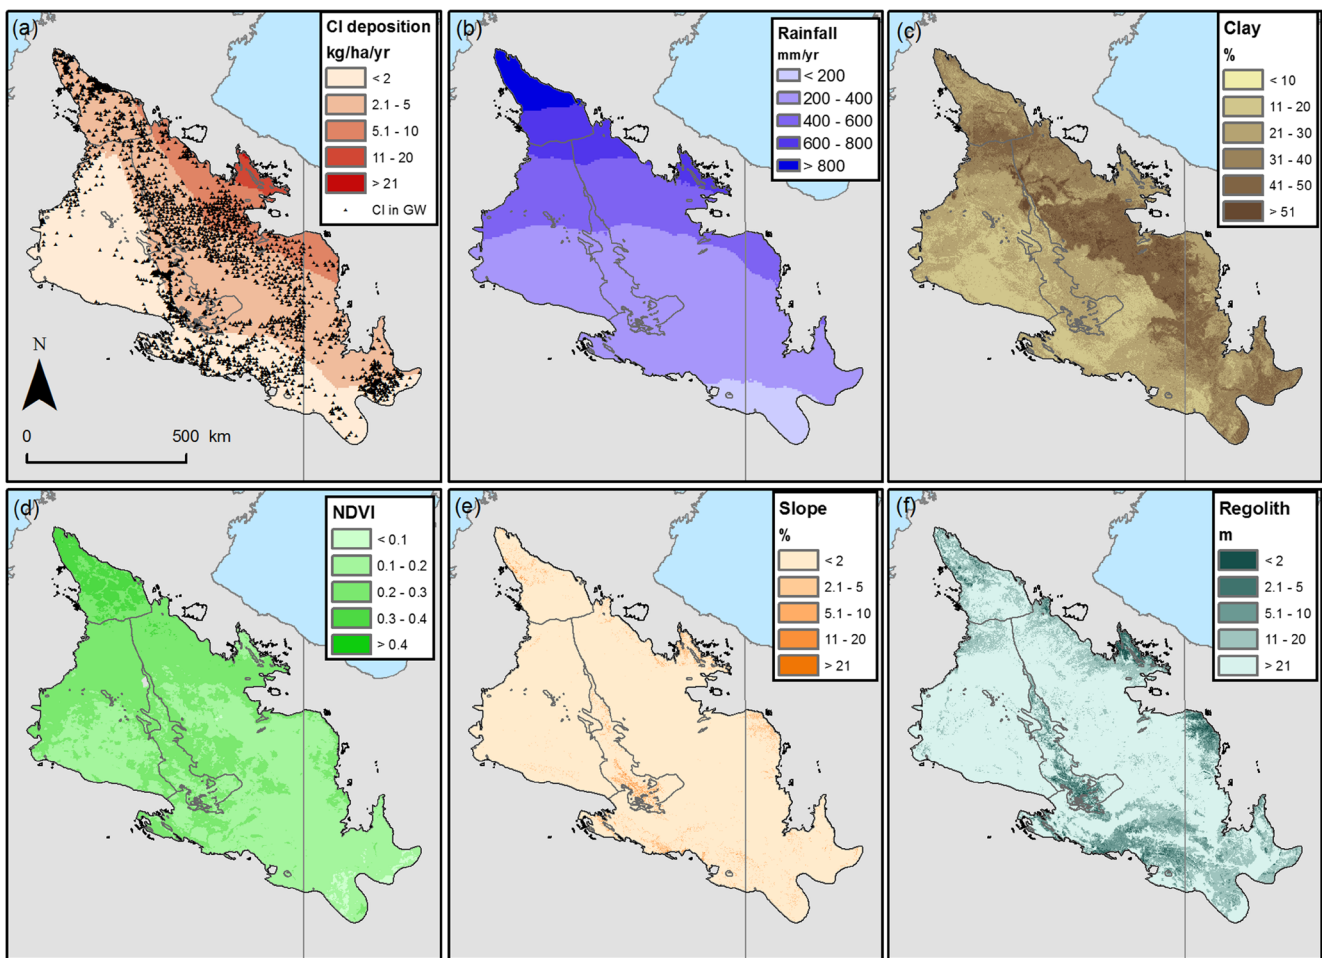 (a)
Cl deposition
kg/ha/yr
< 2
2.1 - 5
5.1 - 10
11 - 20
> 21
Cl in GW
N
0 500 km
(b)
Rainfall
mm/yr
< 200
200 - 400
400 - 600
600 - 800
> 800
(c)
Clay
%
< 10
11 - 20
21 - 30
31 - 40
41 - 50
> 51
(d)
NDVI
< 0.1
0.1 - 0.2
0.2 - 0.3
0.3 - 0.4
> 0.4
(e)
Slope
%
< 2
2.1 - 5
5.1 - 10
11 - 20
> 21
(f)
Regolith
m
< 2
2.1 - 5
5.1 - 10
11 - 20
> 21